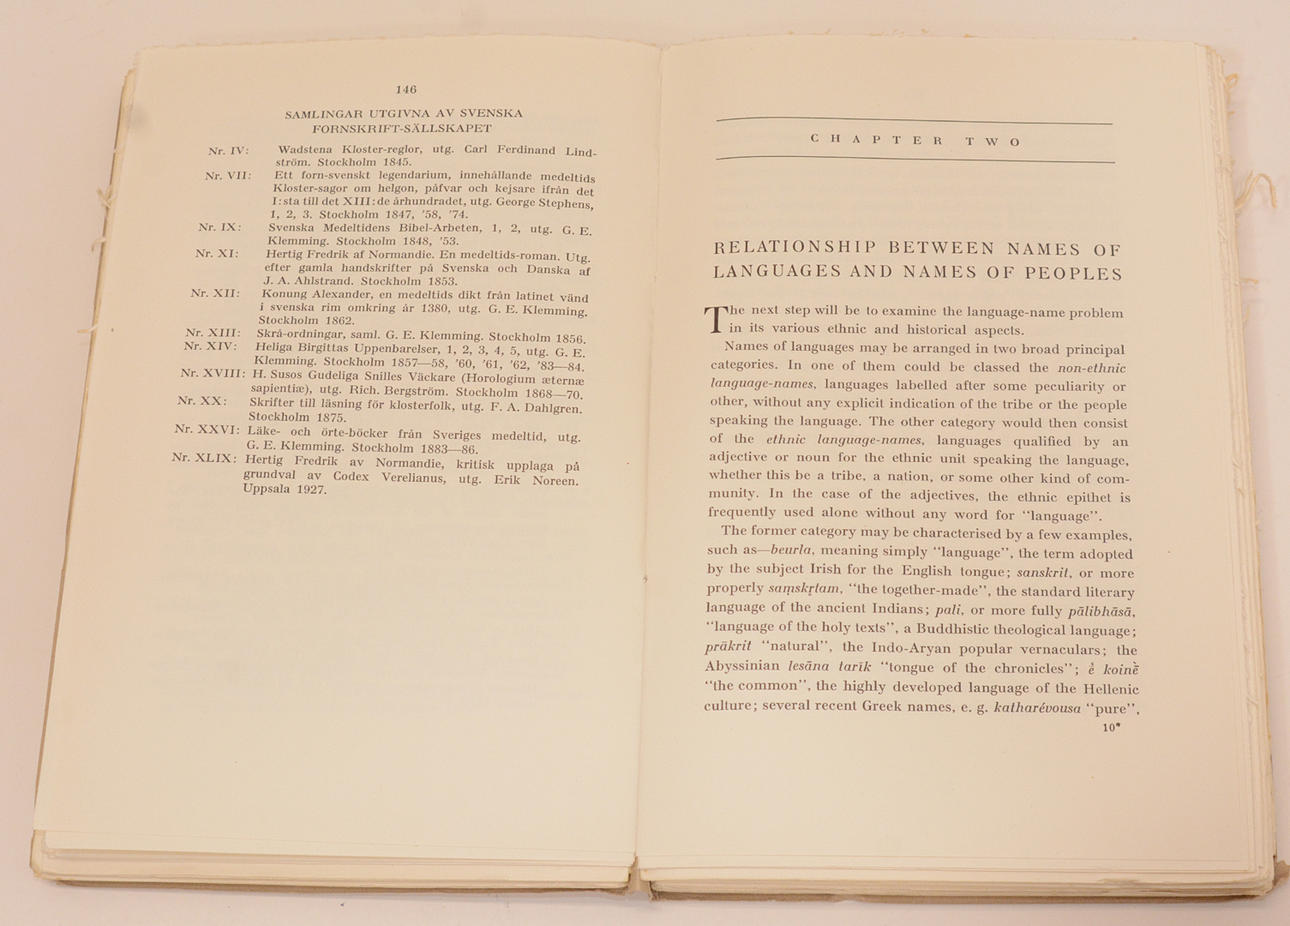 146
SAMLINGAR UTGIVNA AV SVENSKA
FORNSKRIFT-SÄLLSKAPET
Nr. IV: Wadstena Kloster-reglor, utg. Carl Ferdinand Lind-
ström. Stockholm 1845.
Nr. VII: Ett forn-svenskt legendarium, innehållande medeltids
Kloster-sagor om helgon, påfvar och kejsare ifrån det
I:sta till det XIII:de århundradet, utg. George Stephens,
1, 2, 3. Stockholm 1847, '58, '74.
Nr. IX: Svenska Medeltidens Bibel-Arbeten, 1, 2, utg. G. E.
Klemming. Stockholm 1848, '53.
Nr. XI: Hertig Fredrik af Normandie. En medeltids-roman. Utg.
efter gamla handskrifter på Svenska och Danska af
J. A. Ahlstrand. Stockholm 1853.
Nr. XII: Konung Alexander, en medeltids dikt från latinet vänd
i svenska rim omkring år 1380, utg. G. E. Klemming.
Stockholm 1862.
Nr. XIII: Skrå-ordningar, saml. G. E. Klemming. Stockholm 1856.
Nr. XIV: Heliga Birgittas Uppenbarelser, 1, 2, 3, 4, 5, utg. G. E.
Klemming. Stockholm 1857—58, '60, '61, '62, '83—84.
Nr. XVIII: H. Susos Gudeliga Snilles Väckare (Horologium æternæ
sapientiæ), utg. Rich. Bergström. Stockholm 1868—70.
Nr. XX: Skrifter till läsning för klosterfolk, utg. F. A. Dahlgren.
Stockholm 1875.
Nr. XXVI: Läke- och örte-böcker från Sveriges medeltid, utg.
G. E. Klemming. Stockholm 1883—86.
Nr. XLIX: Hertig Fredrik av Normandie, kritisk upplaga på
grundval av Codex Verelianus, utg. Erik Noreen.
Uppsala 1927.
CHAPTER TWO
RELATIONSHIP BETWEEN NAMES OF
LANGUAGES AND NAMES OF PEOPLES
The next step will be to examine the language-name problem
in its various ethnic and historical aspects.
Names of languages may be arranged in two broad principal
categories. In one of them could be classed the non-ethnic
language-names, languages labelled after some peculiarity or
other, without any explicit indication of the tribe or the people
speaking the language. The other category would then consist
of the ethnic language-names, languages qualified by an
adjective or noun for the ethnic unit speaking the language,
whether this be a tribe, a nation, or some other kind of com-
munity. In the case of the adjectives, the ethnic epithet is
frequently used alone without any word for "language".
The former category may be characterised by a few examples,
such as—beurla, meaning simply "language", the term adopted
by the subject Irish for the English tongue; sanskrit, or more
properly saṃskṛtam, "the together-made", the standard literary
language of the ancient Indians; pali, or more fully pālibhāsā,
"language of the holy texts", a Buddhistic theological language;
prākrit "natural", the Indo-Aryan popular vernaculars; the
Abyssinian lesāna tarīk "tongue of the chronicles"; ẻ koinề
"the common", the highly developed language of the Hellenic
culture; several recent Greek names, e. g. katharévousa "pure",
10*